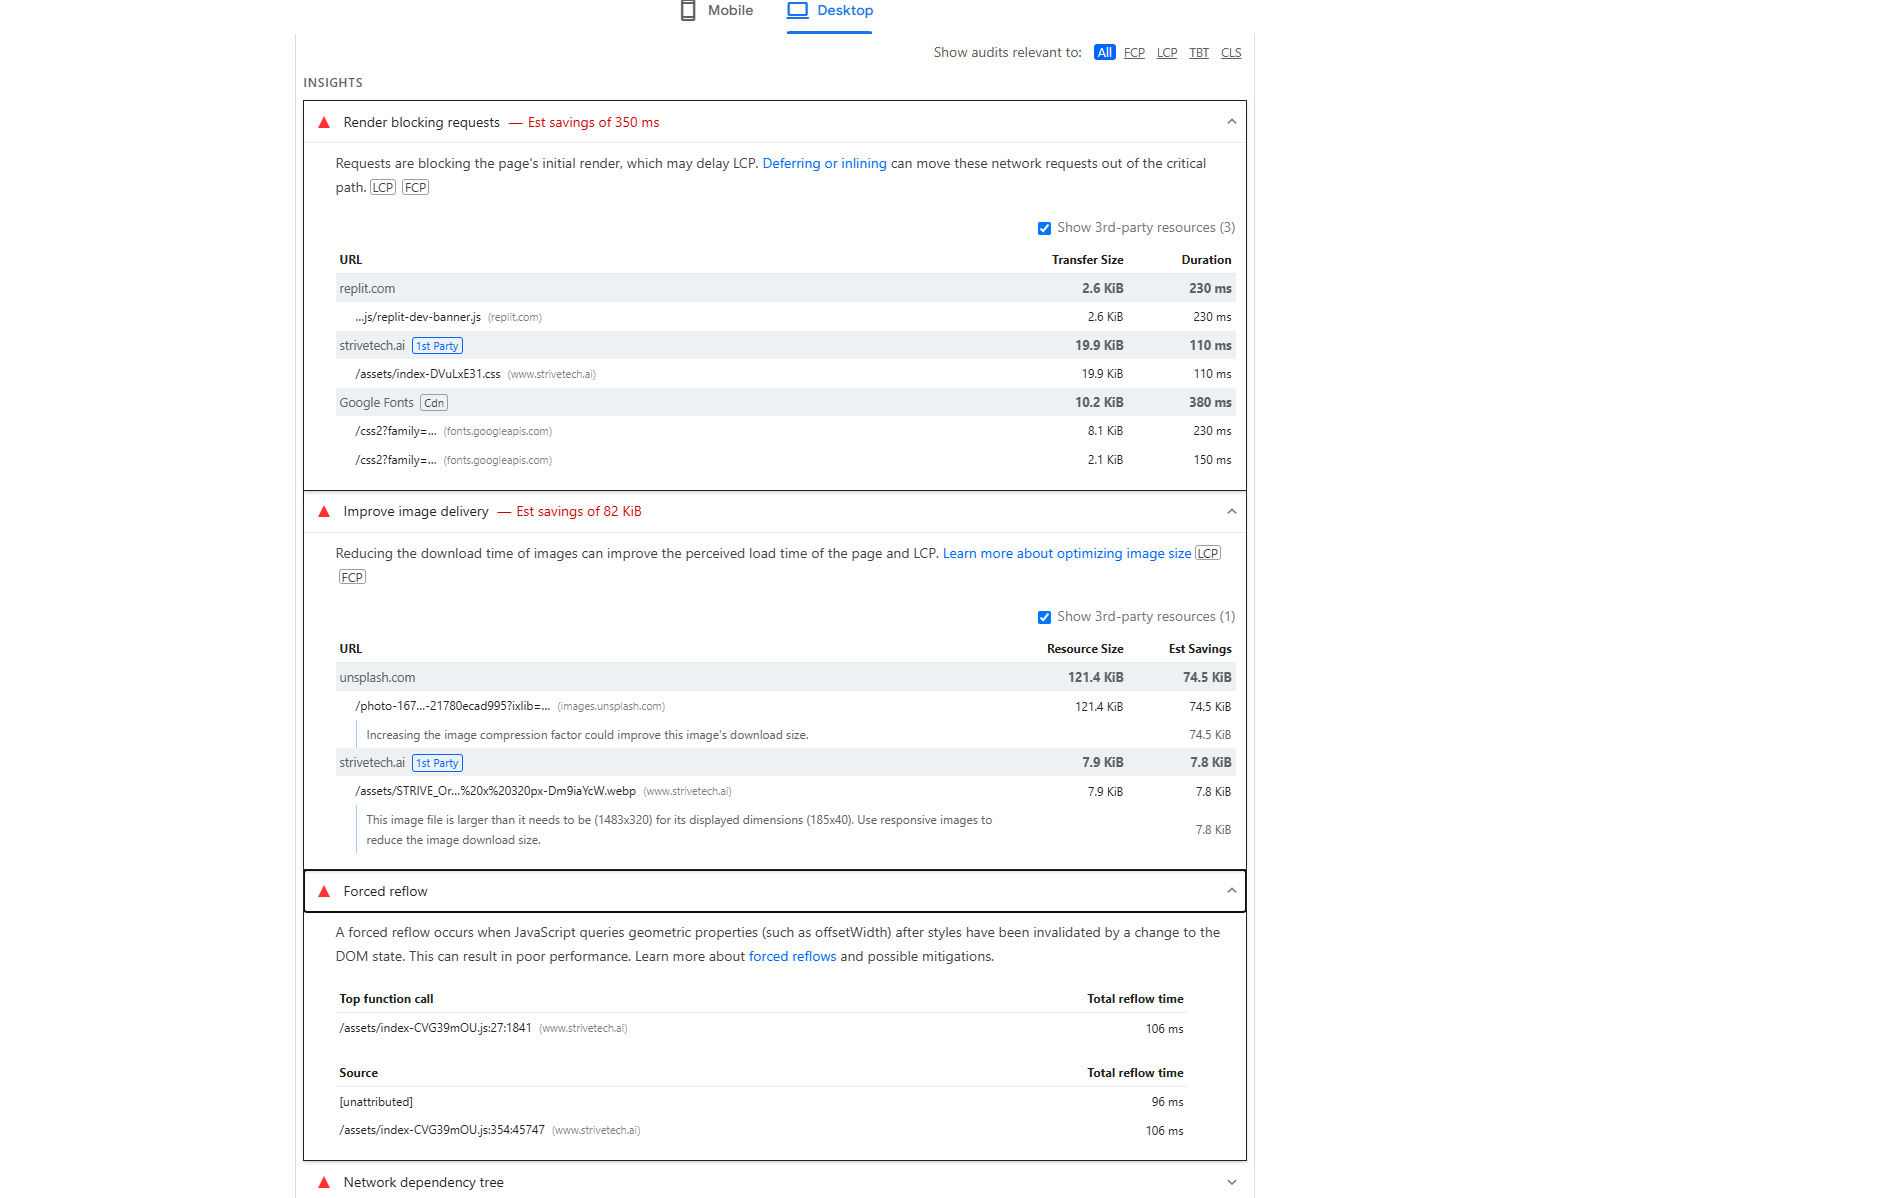 Mobile Desktop
Show audits relevant to: All FCP LCP TBT CLS
INSIGHTS
Render blocking requests — Est savings of 350 ms
Requests are blocking the page's initial render, which may delay LCP. Deferring or inlining can move these network requests out of the critical
path. LCP FCP
Show 3rd-party resources (3)
URL Transfer Size Duration
replit.com 2.6 KiB 230 ms
...js/replit-dev-banner.js (replit.com) 2.6 KiB 230 ms
strivetech.ai 1st Party 19.9 KiB 110 ms
/assets/index-DVuLxE31.css (www.strivetech.ai) 19.9 KiB 110 ms
Google Fonts Cdn 10.2 KiB 380 ms
/css2?family=... (fonts.googleapis.com) 8.1 KiB 230 ms
/css2?family=... (fonts.googleapis.com) 2.1 KiB 150 ms
Improve image delivery — Est savings of 82 KiB
Reducing the download time of images can improve the perceived load time of the page and LCP. Learn more about optimizing image size LCP
FCP
Show 3rd-party resources (1)
URL Resource Size Est Savings
unsplash.com 121.4 KiB 74.5 KiB
/photo-167...-21780ecad995?ixlib=... (images.unsplash.com) 121.4 KiB 74.5 KiB
Increasing the image compression factor could improve this image's download size. 74.5 KiB
strivetech.ai 1st Party 7.9 KiB 7.8 KiB
/assets/STRIVE_Or...%20x%20320px-Dm9iaYcW.webp (www.strivetech.ai) 7.9 KiB 7.8 KiB
This image file is larger than it needs to be (1483x320) for its displayed dimensions (185x40). Use responsive images to
reduce the image download size. 7.8 KiB
Forced reflow
A forced reflow occurs when JavaScript queries geometric properties (such as offsetWidth) after styles have been invalidated by a change to the
DOM state. This can result in poor performance. Learn more about forced reflows and possible mitigations.
Top function call Total reflow time
/assets/index-CVG39mOU.js:27:1841 (www.strivetech.ai) 106 ms
Source Total reflow time
[unattributed] 96 ms
/assets/index-CVG39mOU.js:354:45747 (www.strivetech.ai) 106 ms
Network dependency tree